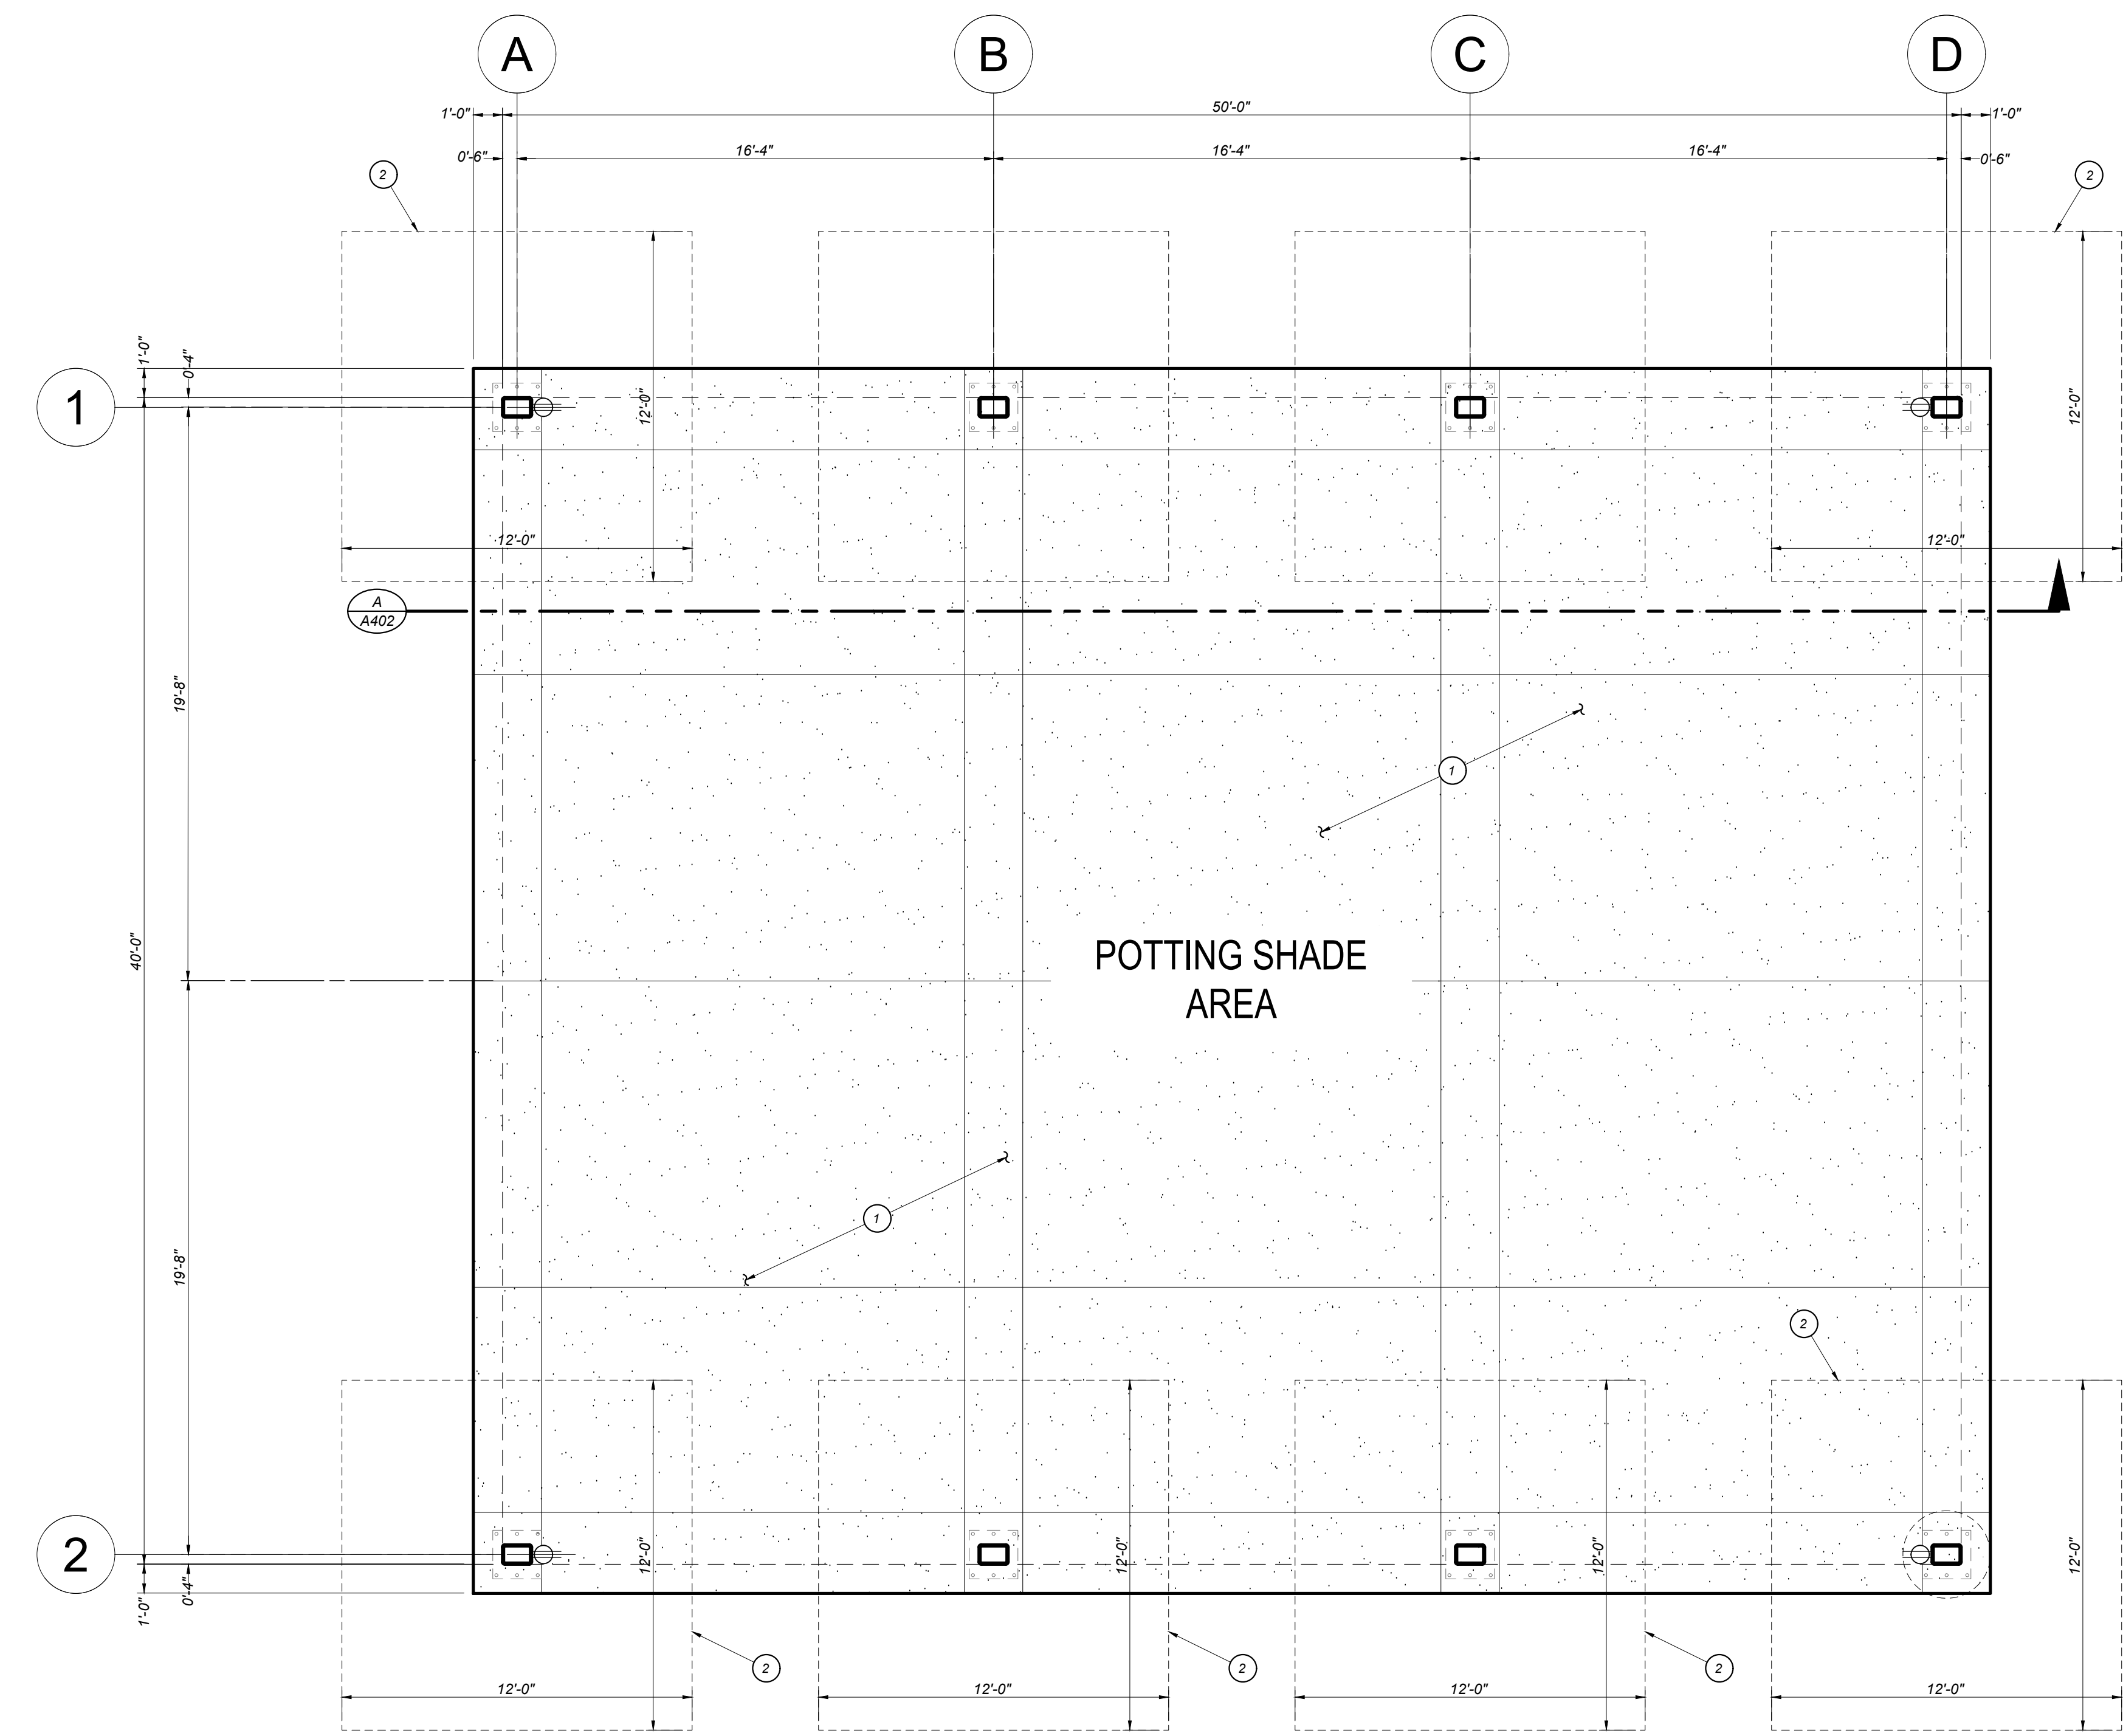 A B C D
1'-0" 50'-0" 1'-0"
0'-6" 16'-4" 16'-4" 16'-4" 0'-6"
2 2
1'-0" 0'-4"
1
12'-0" 12'-0"
12'-0" 12'-0"
A
A402
19'-8"
1
40'-0"
POTTING SHADE
AREA
1
19'-8"
2
2
12'-0" 12'-0" 12'-0" 12'-0"
1'-0" 0'-4"
2 2 2
12'-0" 12'-0" 12'-0" 12'-0"